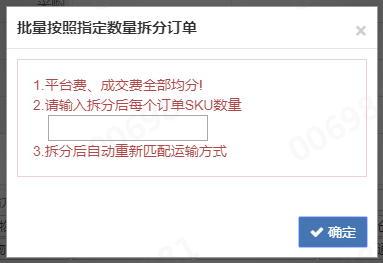 批量按照指定数量拆分订单
×
1.平台费、成交费全部均分!
2.请输入拆分后每个订单SKU数量
3.拆分后自动重新匹配运输方式
确定